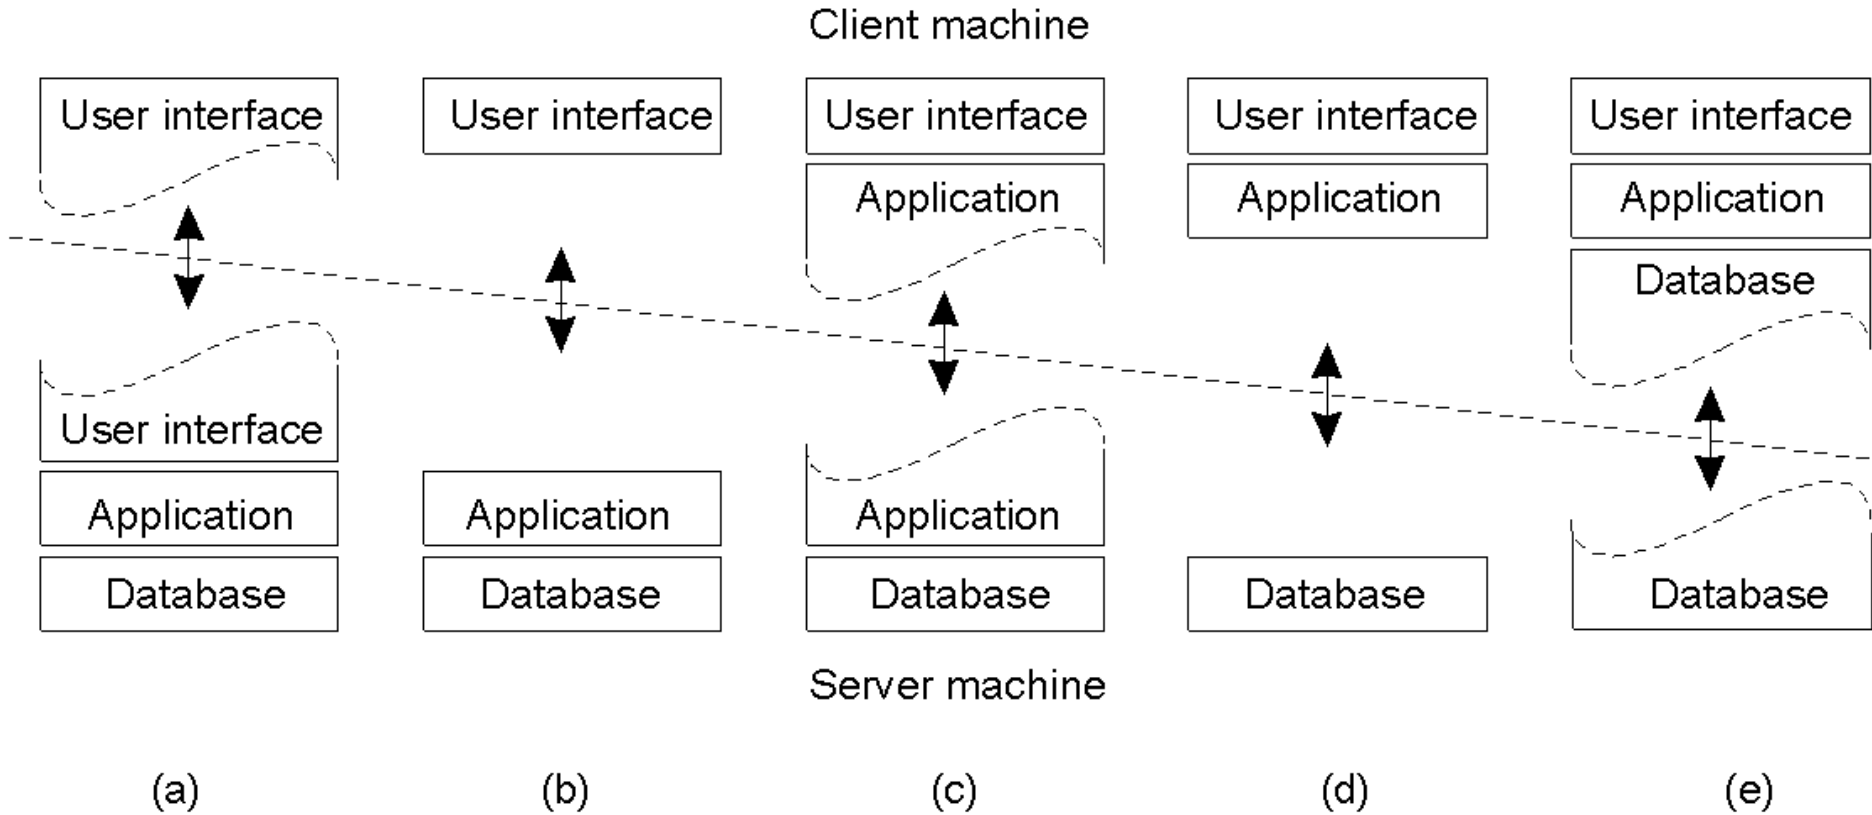 Client machine
User interface
User interface
User interface
User interface
User interface
Application
Application
Application
Database
User interface
Application
Application
Application
Database
Database
Database
Database
Database
Server machine
(a)
(b)
(c)
(d)
(e)